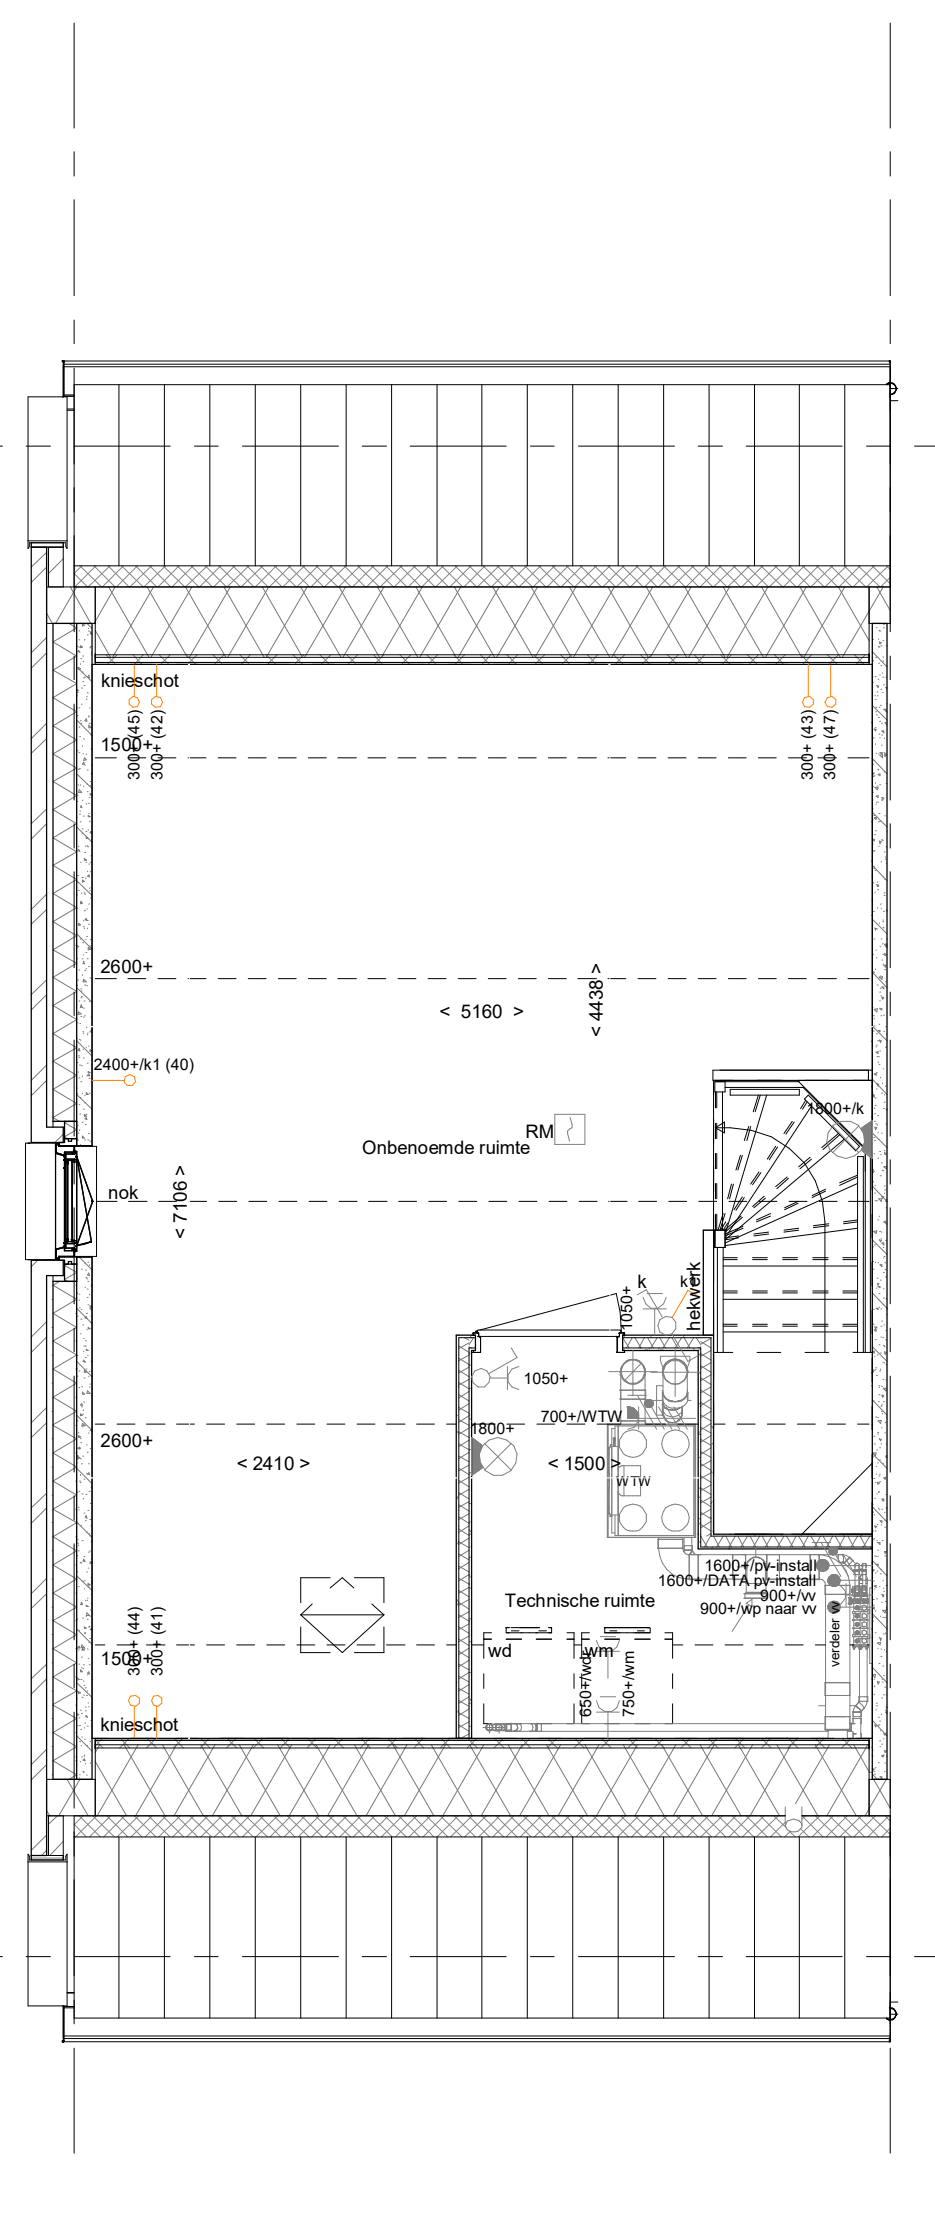 knieschot
300+ (45)
300+ (42)
300+ (43)
300+ (47)
1500+
2600+
< 5160 >
< 4438 >
2400+/k1 (40)
1800+/k
RM
Onbenoemde ruimte
nok
< 7106 >
k
hekwerk
1050+
1050+
700+/WTW
1800+
2600+
< 2410 >
< 1500 >
WTW
1600+/pv-install
1600+/DATA pv-install
900+/vv
900+/wp naar vv
Technische ruimte
verdeler vv
300+ (44)
300+ (41)
1500+
wd
wm
650+/wd
750+/wm
knieschot